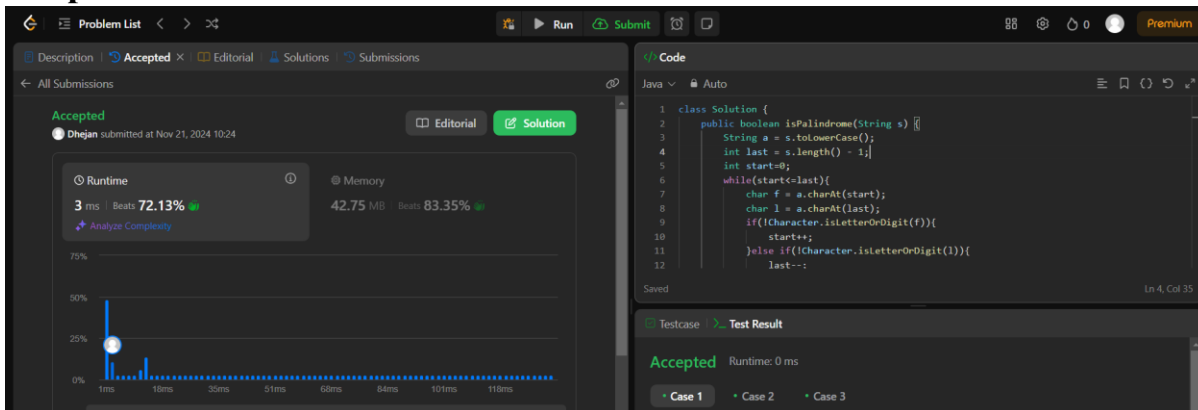 Problem List
Run
Submit
0
Premium
Description
Accepted
Editorial
Solutions
Submissions
All Submissions
Accepted
Dhejan submitted at Nov 21, 2024 10:24
Editorial
Solution
Runtime
3 ms Beats 72.13%
Analyze Complexity
Memory
42.75 MB Beats 83.35%
75%
50%
25%
0%
1ms 18ms 35ms 51ms 68ms 84ms 101ms 118ms
</> Code
Java Auto
1 class Solution {
2 public boolean isPalindrome(String s) {
3 String a = s.toLowerCase();
4 int last = s.length() - 1;
5 int start=0;
6 while(start<=last){
7 char f = a.charAt(start);
8 char l = a.charAt(last);
9 if(!Character.isLetterOrDigit(f)){
10 start++;
11 }else if(!Character.isLetterOrDigit(l)){
12 last--;
Saved
Ln 4, Col 35
Testcase
Test Result
Accepted Runtime: 0 ms
Case 1 Case 2 Case 3